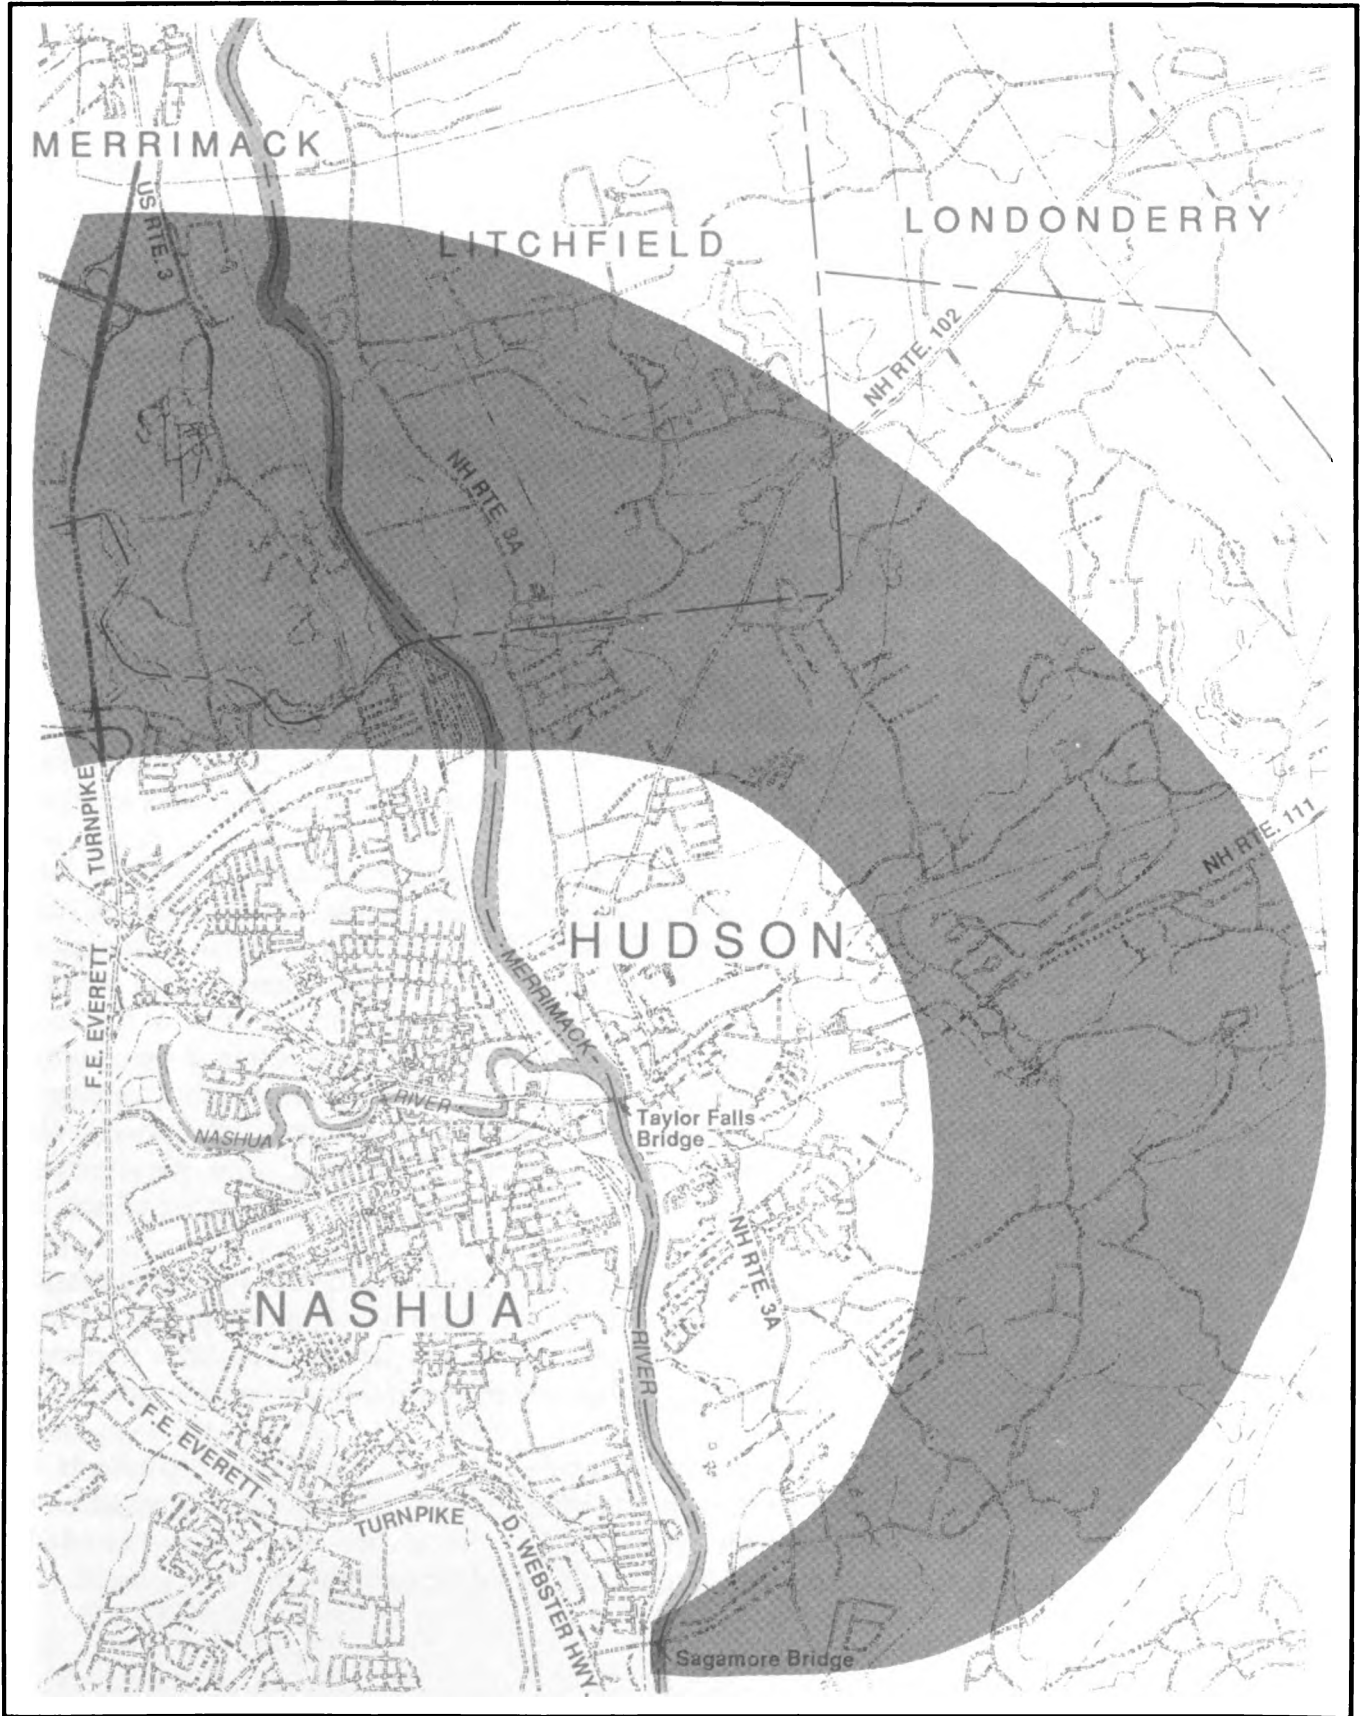 MERRIMACK
US RTE. 3
LITCHFIELD
LONDONDERRY
NH RTE. 102
NH RTE. 3A
TURNPIKE
F.E. EVERETT
NH RTE. 111
HUDSON
MERRIMACK
RIVER
NASHUA
Taylor Falls
Bridge
NH RTE. 3A
NASHUA
RIVER
F.E. EVERETT
TURNPIKE
D. WEBSTER HWY.
Sagamore Bridge